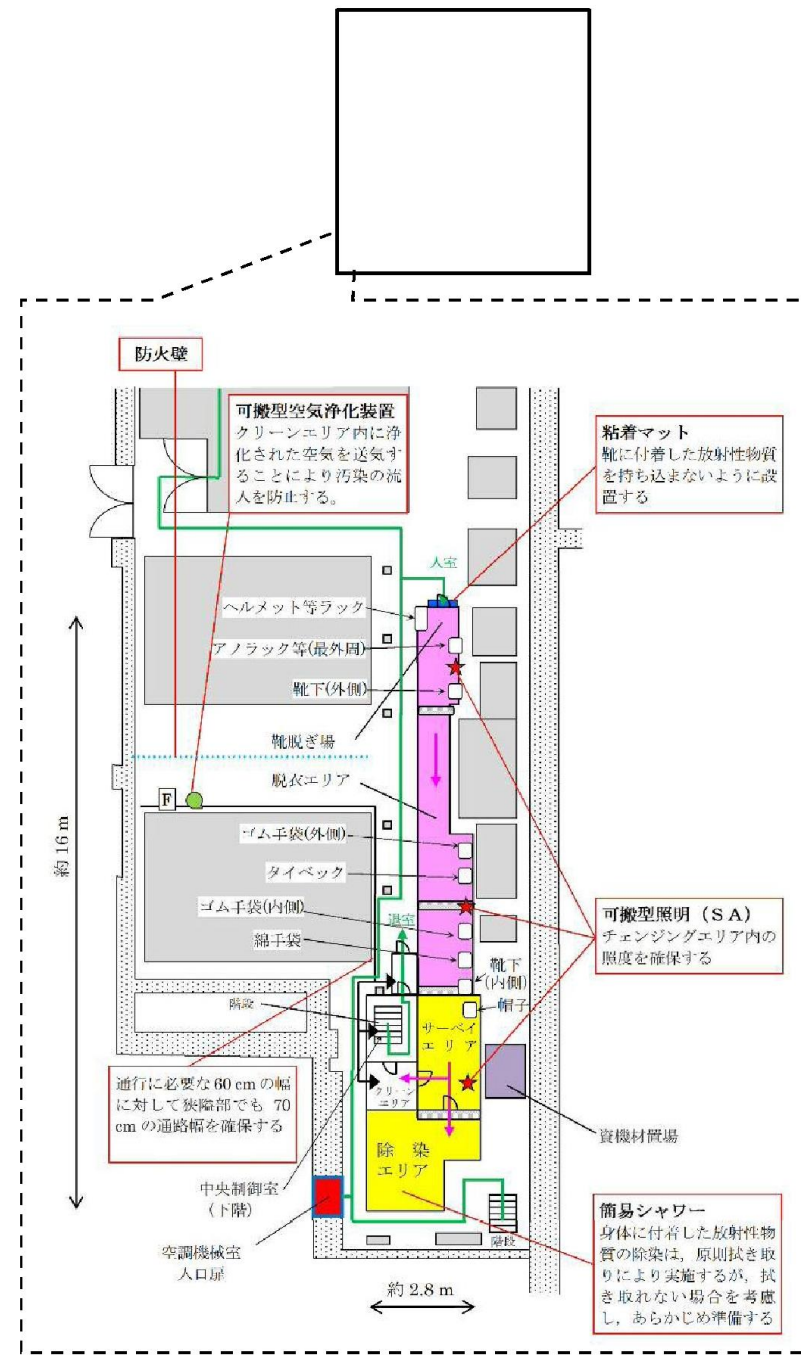 防火壁
可搬型空気浄化装置
クリーンエリア内に浄
化された空気を送気す
ることにより汚染の流
入を防止する。
粘着マット
靴に付着した放射性物質
を持ち込まないように設
置する
入室
ヘルメット等ラック
アノラック等(最外周)
靴下(外側)
靴脱ぎ場
脱衣エリア
F
約16 m
ゴム手袋(外側)
タイベック
ゴム手袋(内側)
退室
綿手袋
靴下
(内側)
可搬型照明（ＳＡ）
チェンジングエリア内の
照度を確保する
階段
帽子
サーベイ
エリア
通行に必要な60 cmの幅
に対して狭隘部でも 70
cmの通路幅を確保する
クリーン
エリア
資機材置場
除 染
エリア
中央制御室
(下階)
空調機械室
入口扉
階段
簡易シャワー
身体に付着した放射性物
質の除染は，原則拭き取
りにより実施するが，拭
き取れない場合を考慮
し，あらかじめ準備する
約2.8 m